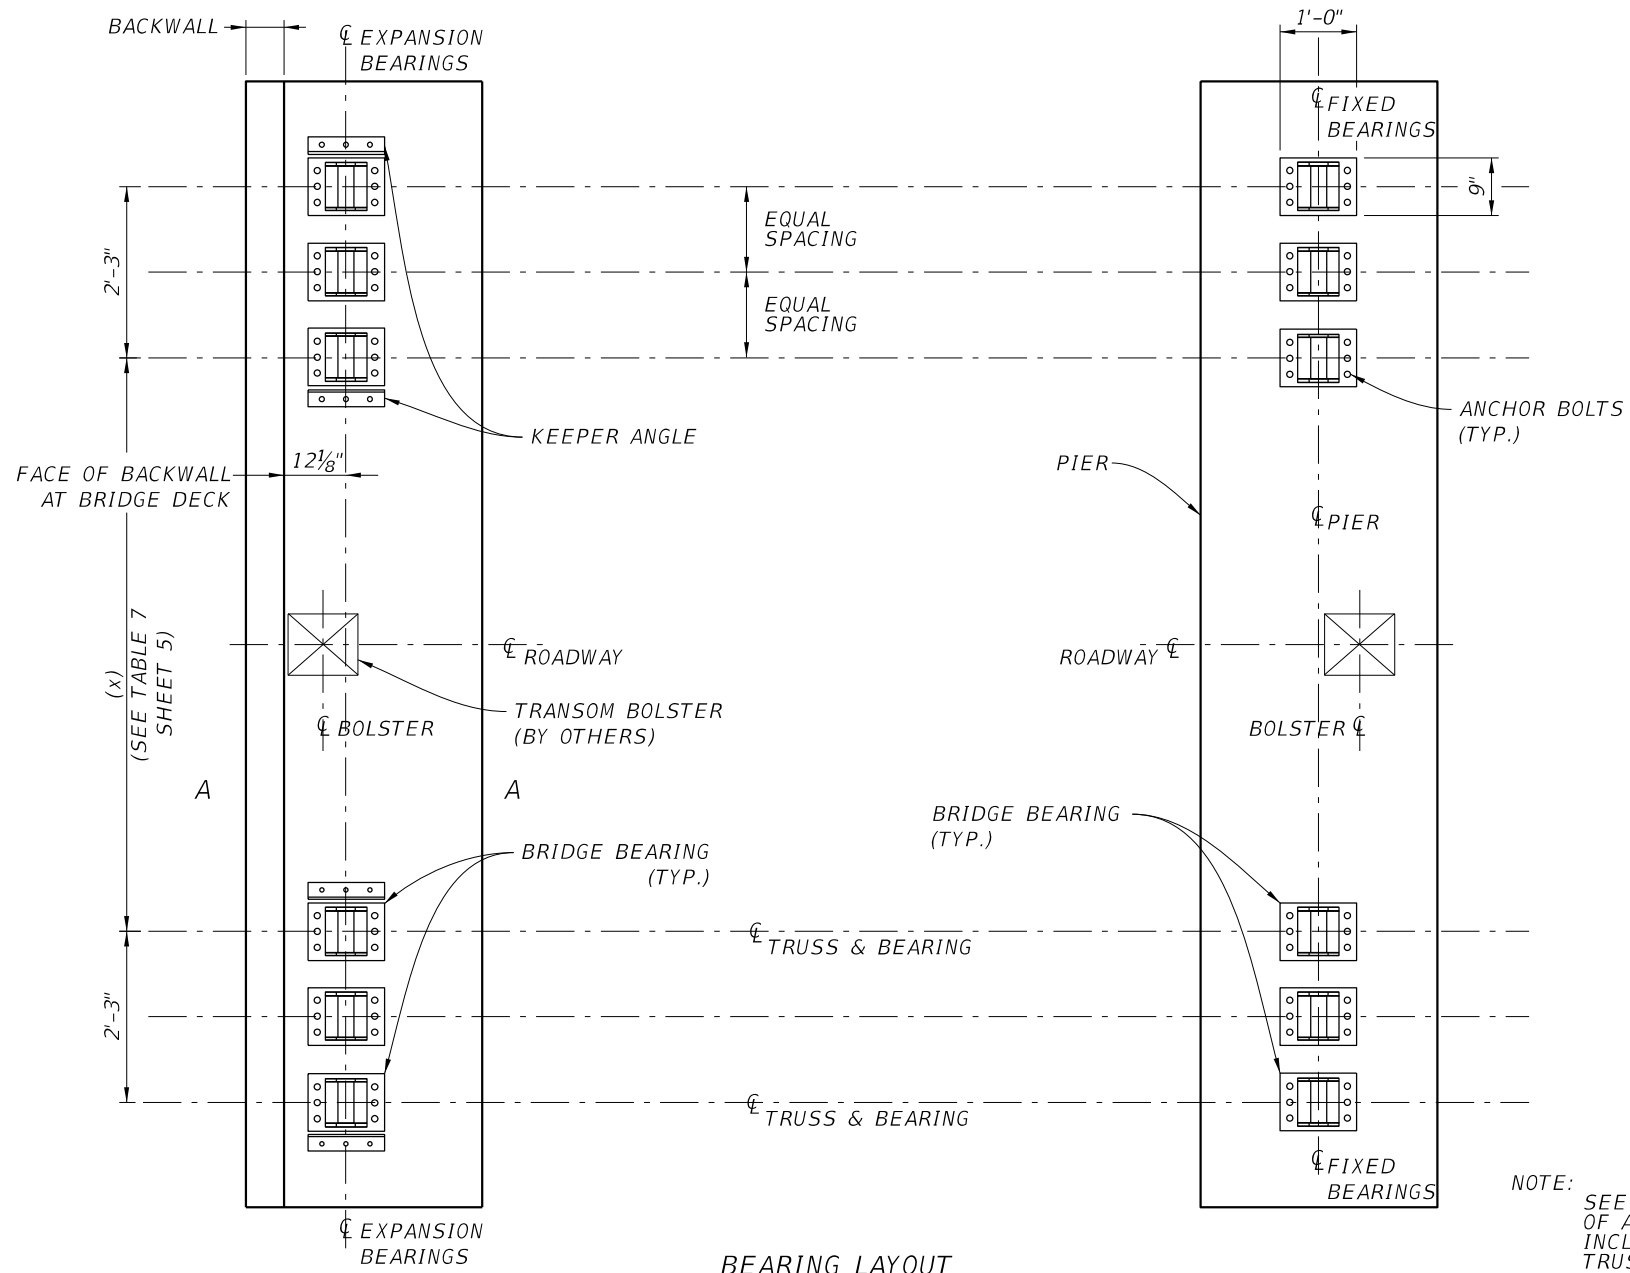 BACKWALL
℄ EXPANSION
BEARINGS
1'-0"
℄ FIXED
BEARINGS
9"
2'-3"
EQUAL
SPACING
EQUAL
SPACING
ANCHOR BOLTS
(TYP.)
KEEPER ANGLE
12⅛"
FACE OF BACKWALL
AT BRIDGE DECK
PIER
℄ PIER
(x)
(SEE TABLE 7
SHEET 5)
℄ ROADWAY
ROADWAY ℄
TRANSOM BOLSTER
(BY OTHERS)
℄ BOLSTER
BOLSTER ℄
A
A
BRIDGE BEARING
(TYP.)
BRIDGE BEARING
(TYP.)
℄ TRUSS & BEARING
2'-3"
℄ TRUSS & BEARING
℄ FIXED
BEARINGS
NOTE:
SEE
OF A
INCL
TRUS
℄ EXPANSION
BEARINGS
BEARING LAYOUT